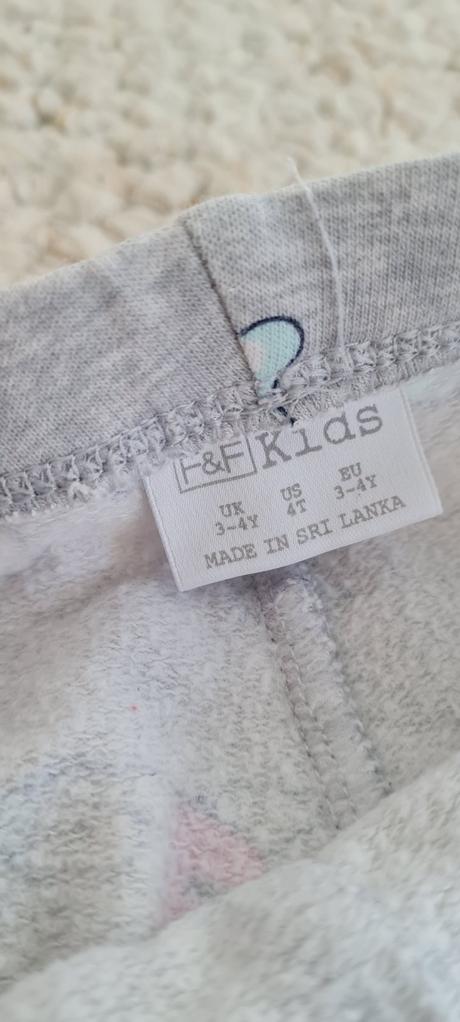 F&F Kids
UK US EU
3-4Y 4T 3-4Y
MADE IN SRI LANKA